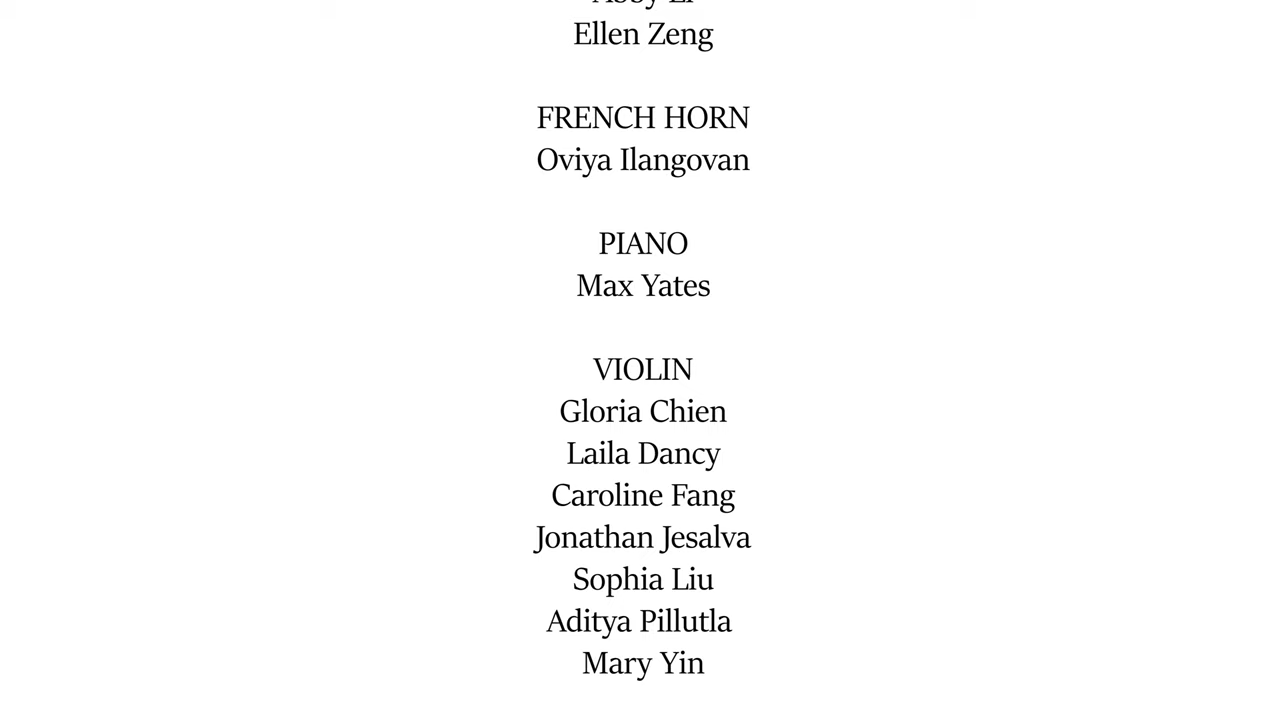 Ellen Zeng
FRENCH HORN
Oviya Ilangovan
PIANO
Max Yates
VIOLIN
Gloria Chien
Laila Dancy
Caroline Fang
Jonathan Jesalva
Sophia Liu
Aditya Pillutla
Mary Yin